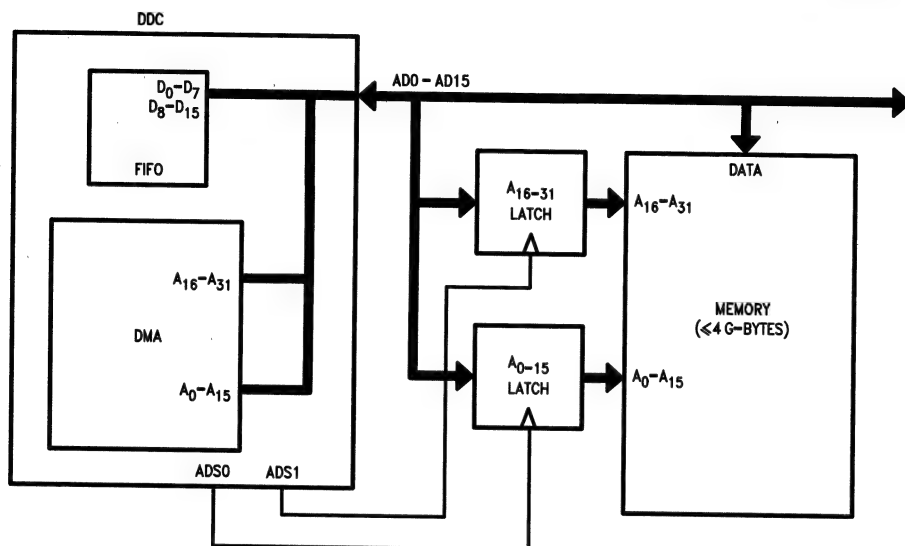 DDC
AD0 – AD15
D₀–D₇
D₈–D₁₅
FIFO
DATA
A₁₆₋₃₁
LATCH
A₁₆–A₃₁
A₁₆–A₃₁
MEMORY
(≤4 G-BYTES)
DMA
A₀₋₁₅
LATCH
A₀–A₁₅
A₀–A₁₅
ADS0
ADS1